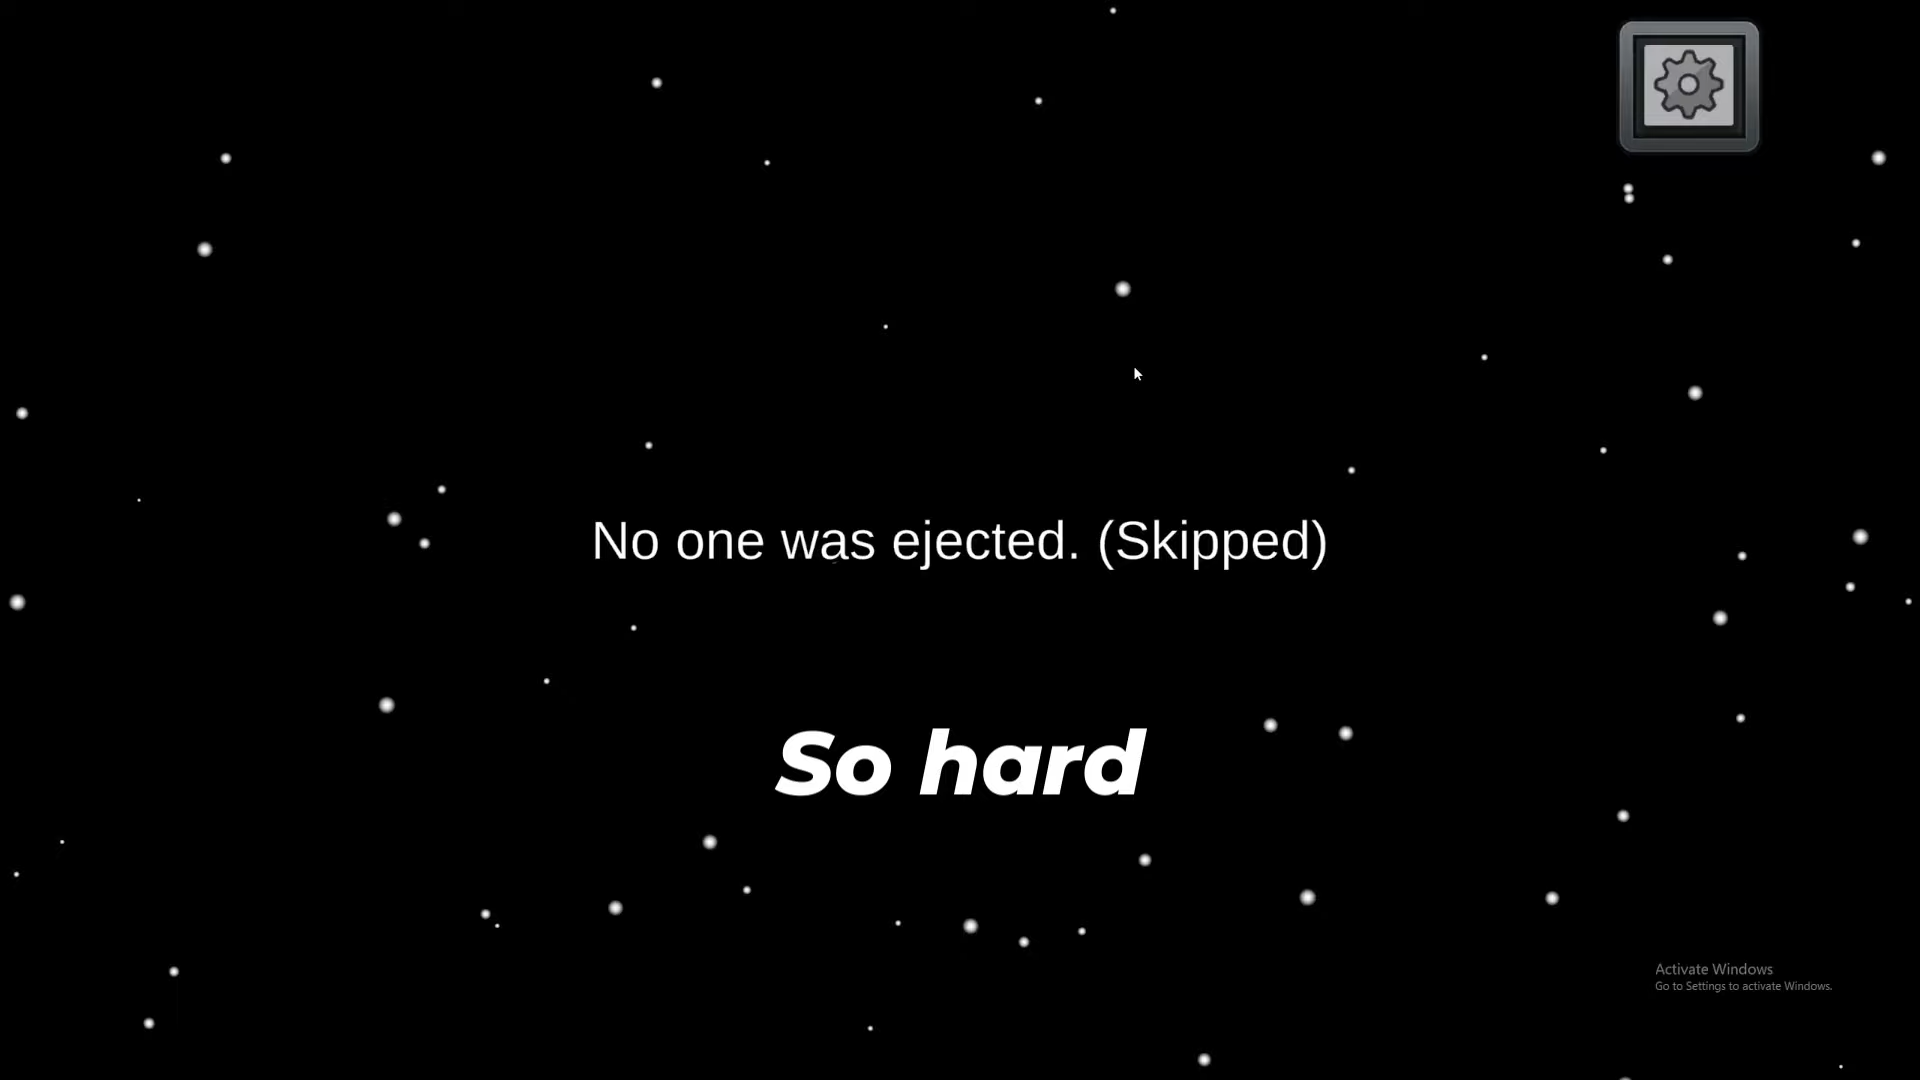 No one was ejected. (Skipped)
So hard
Activate Windows
Go to Settings to activate Windows.